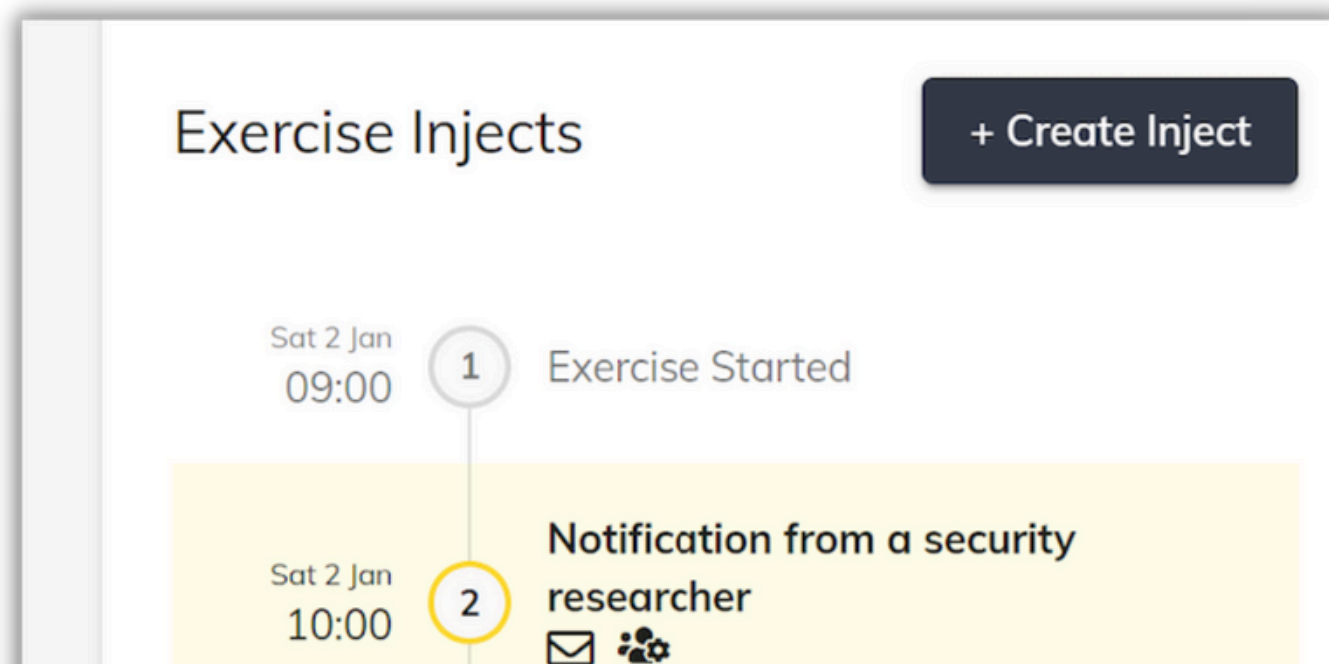 Exercise Injects
+ Create Inject
Sat 2 Jan
09:00
1
Exercise Started
Sat 2 Jan
10:00
2
Notification from a security
researcher